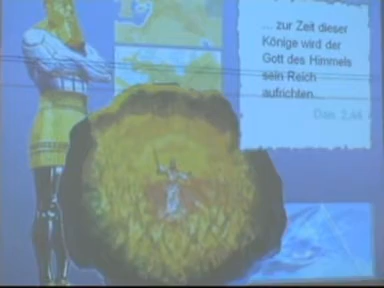 ... zur Zeit dieser
Könige wird der
Gott des Himmels
sein Reich
aufrichten...
Dan. 2,44